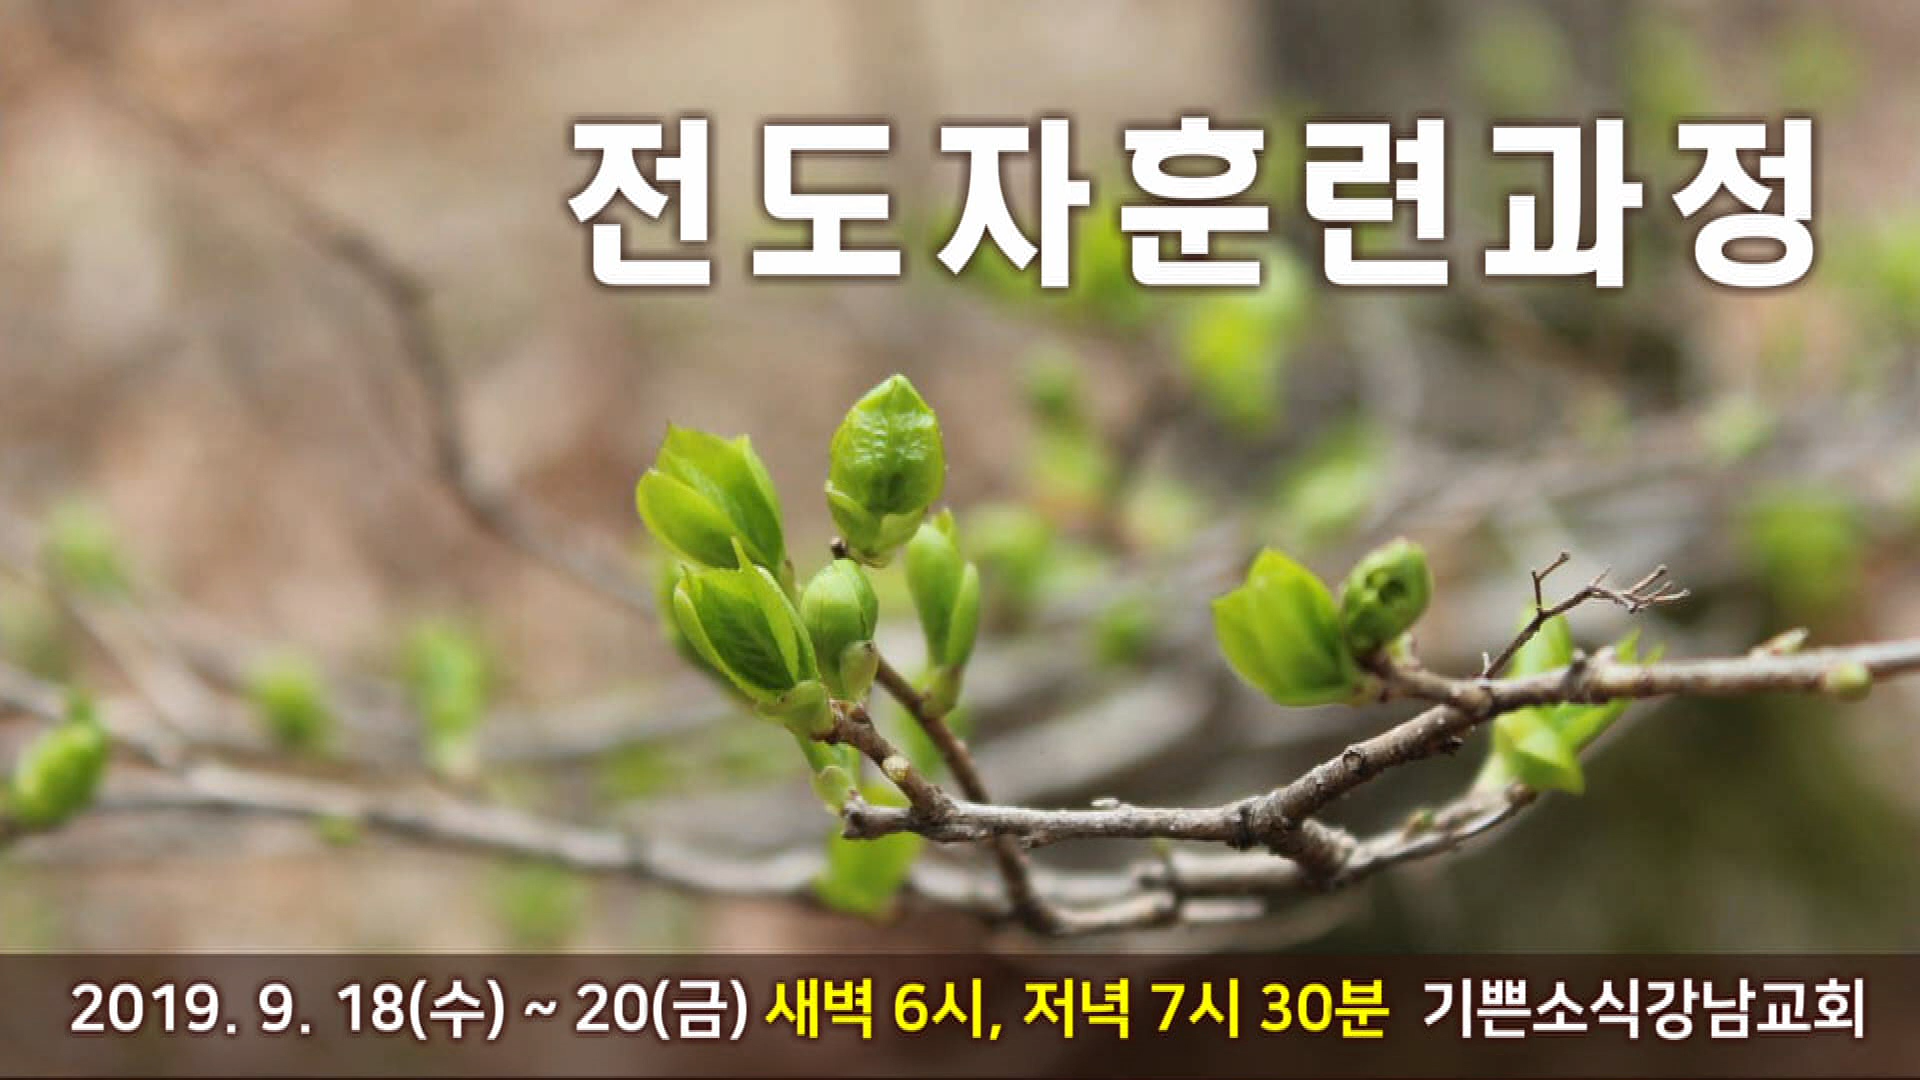 전도자훈련과정
2019. 9. 18(수) ~ 20(금) 새벽 6시, 저녁 7시 30분 기쁜소식강남교회